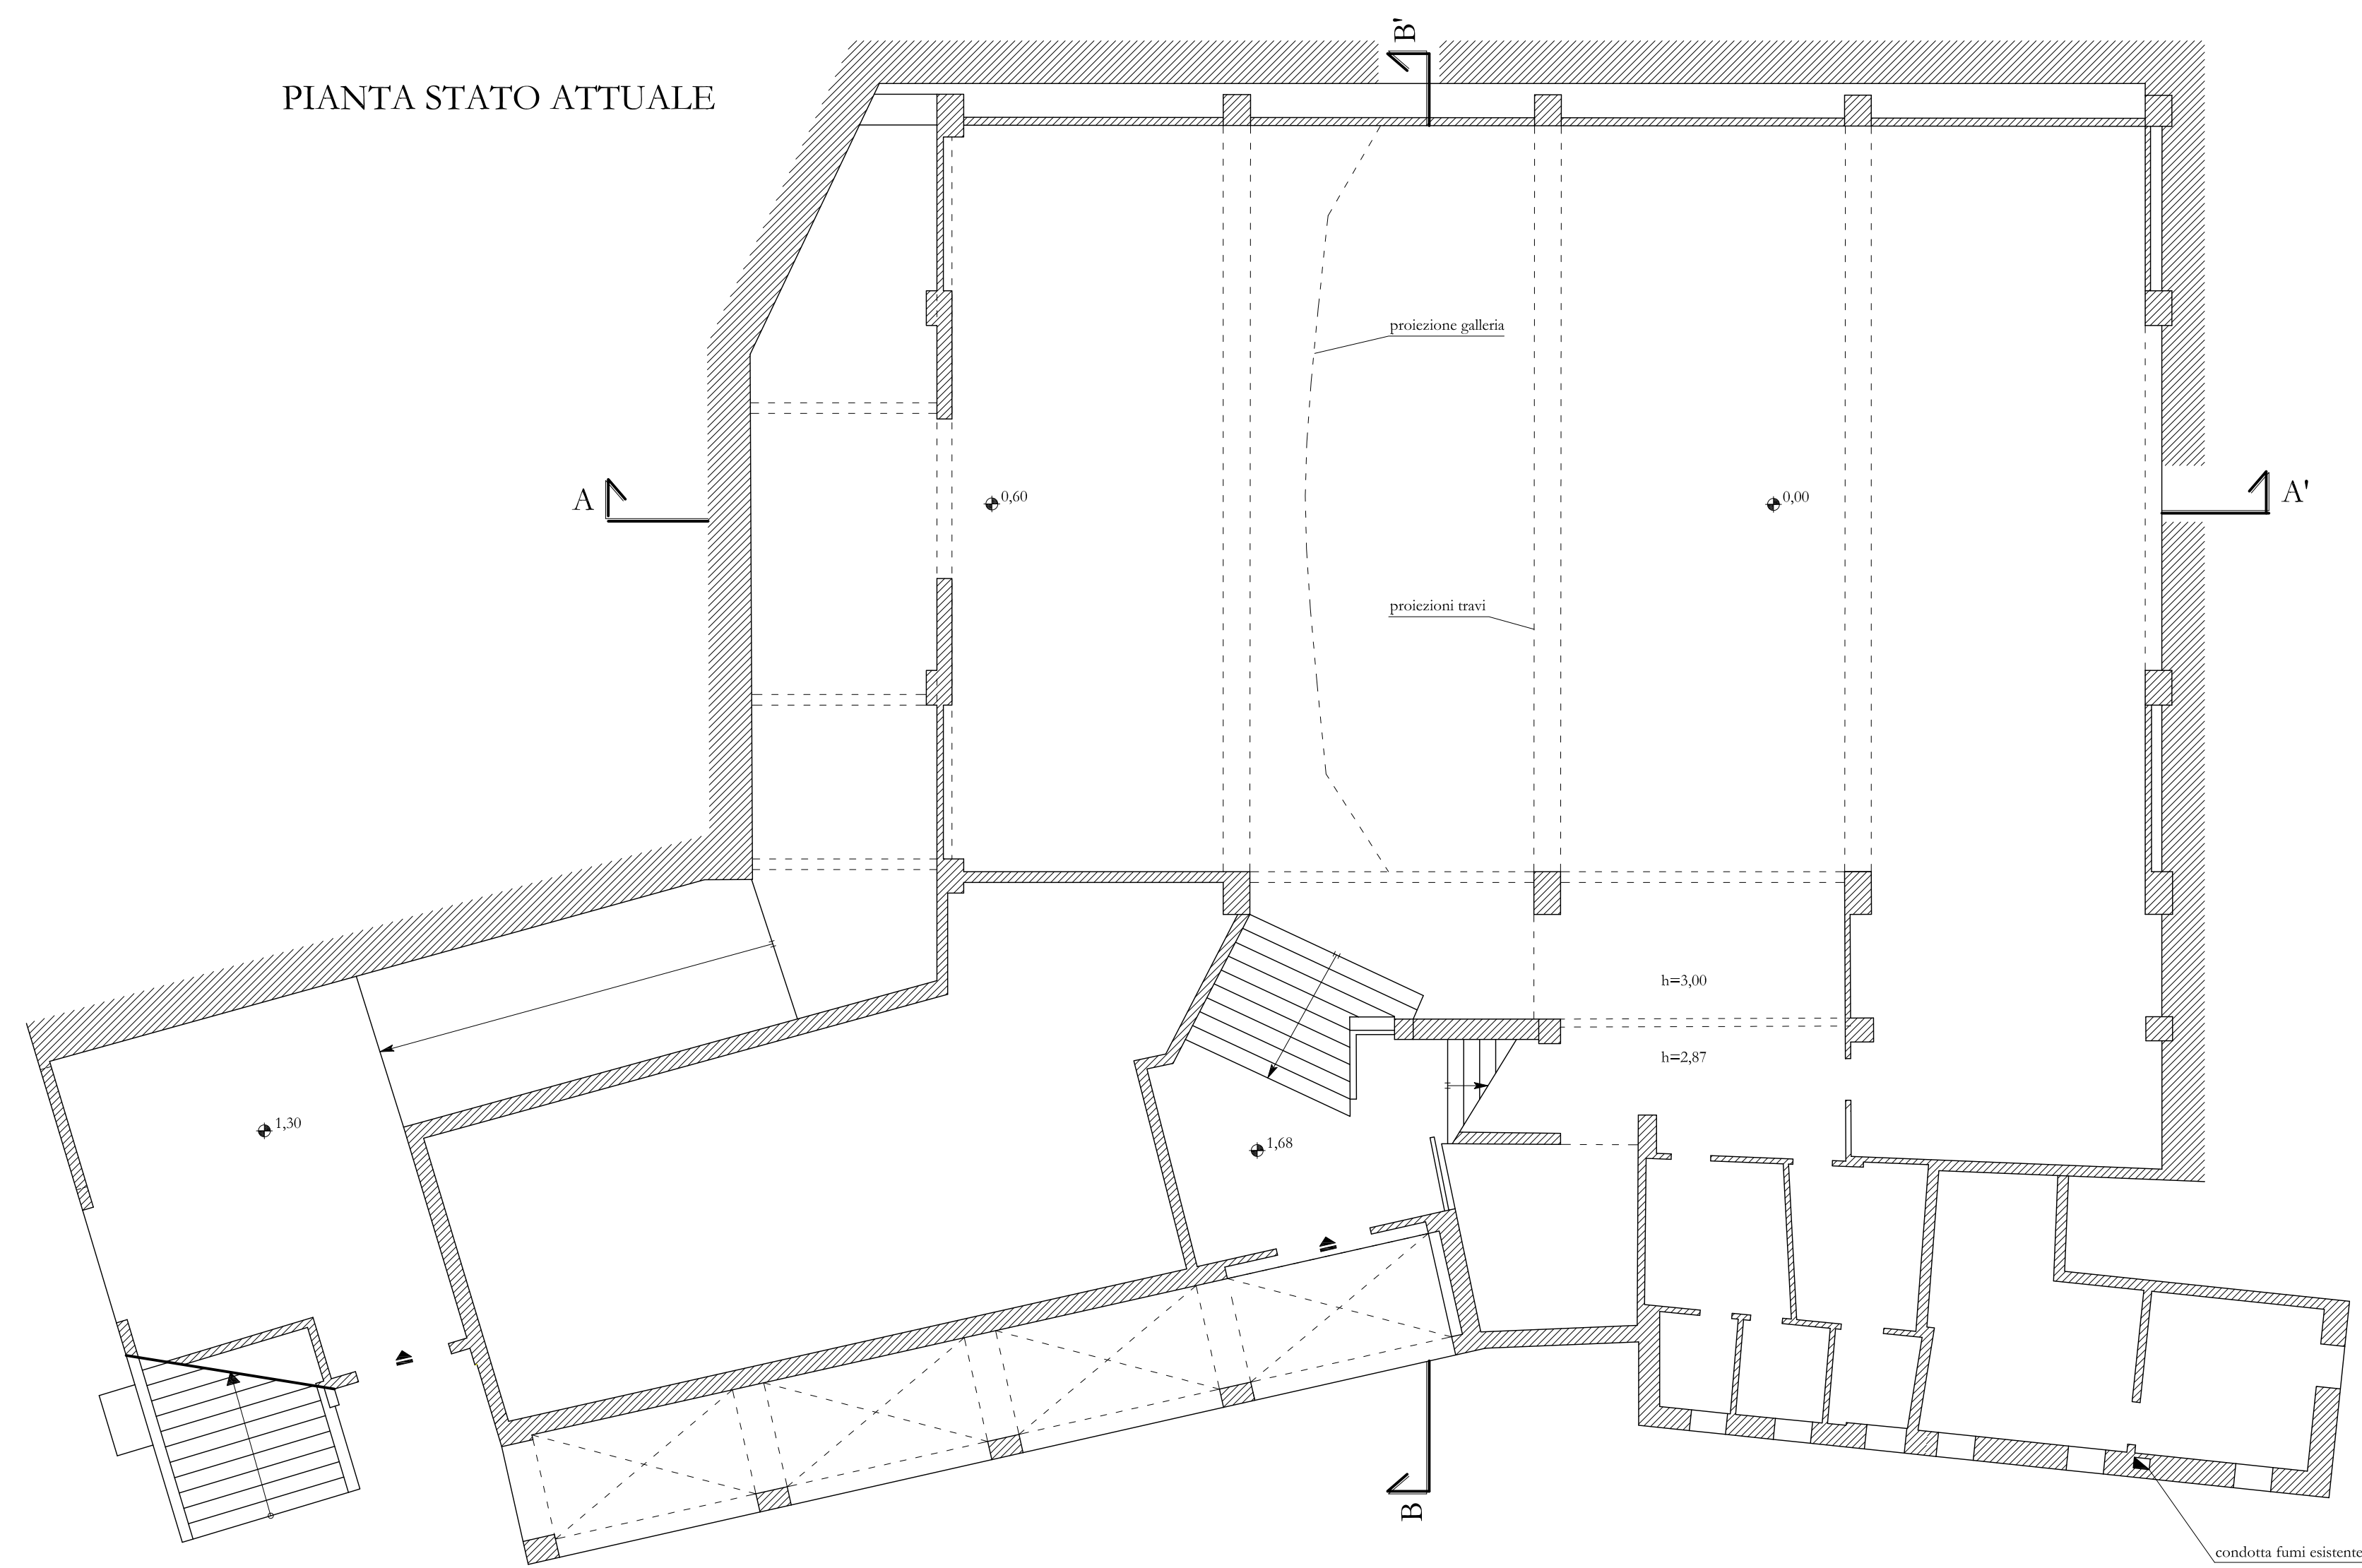 B'
PIANTA STATO ATTUALE
proiezione galleria
A
0,60
0,00
A'
proiezioni travi
h=3,00
h=2,87
1,30
1,68
B
condotta fumi esistente